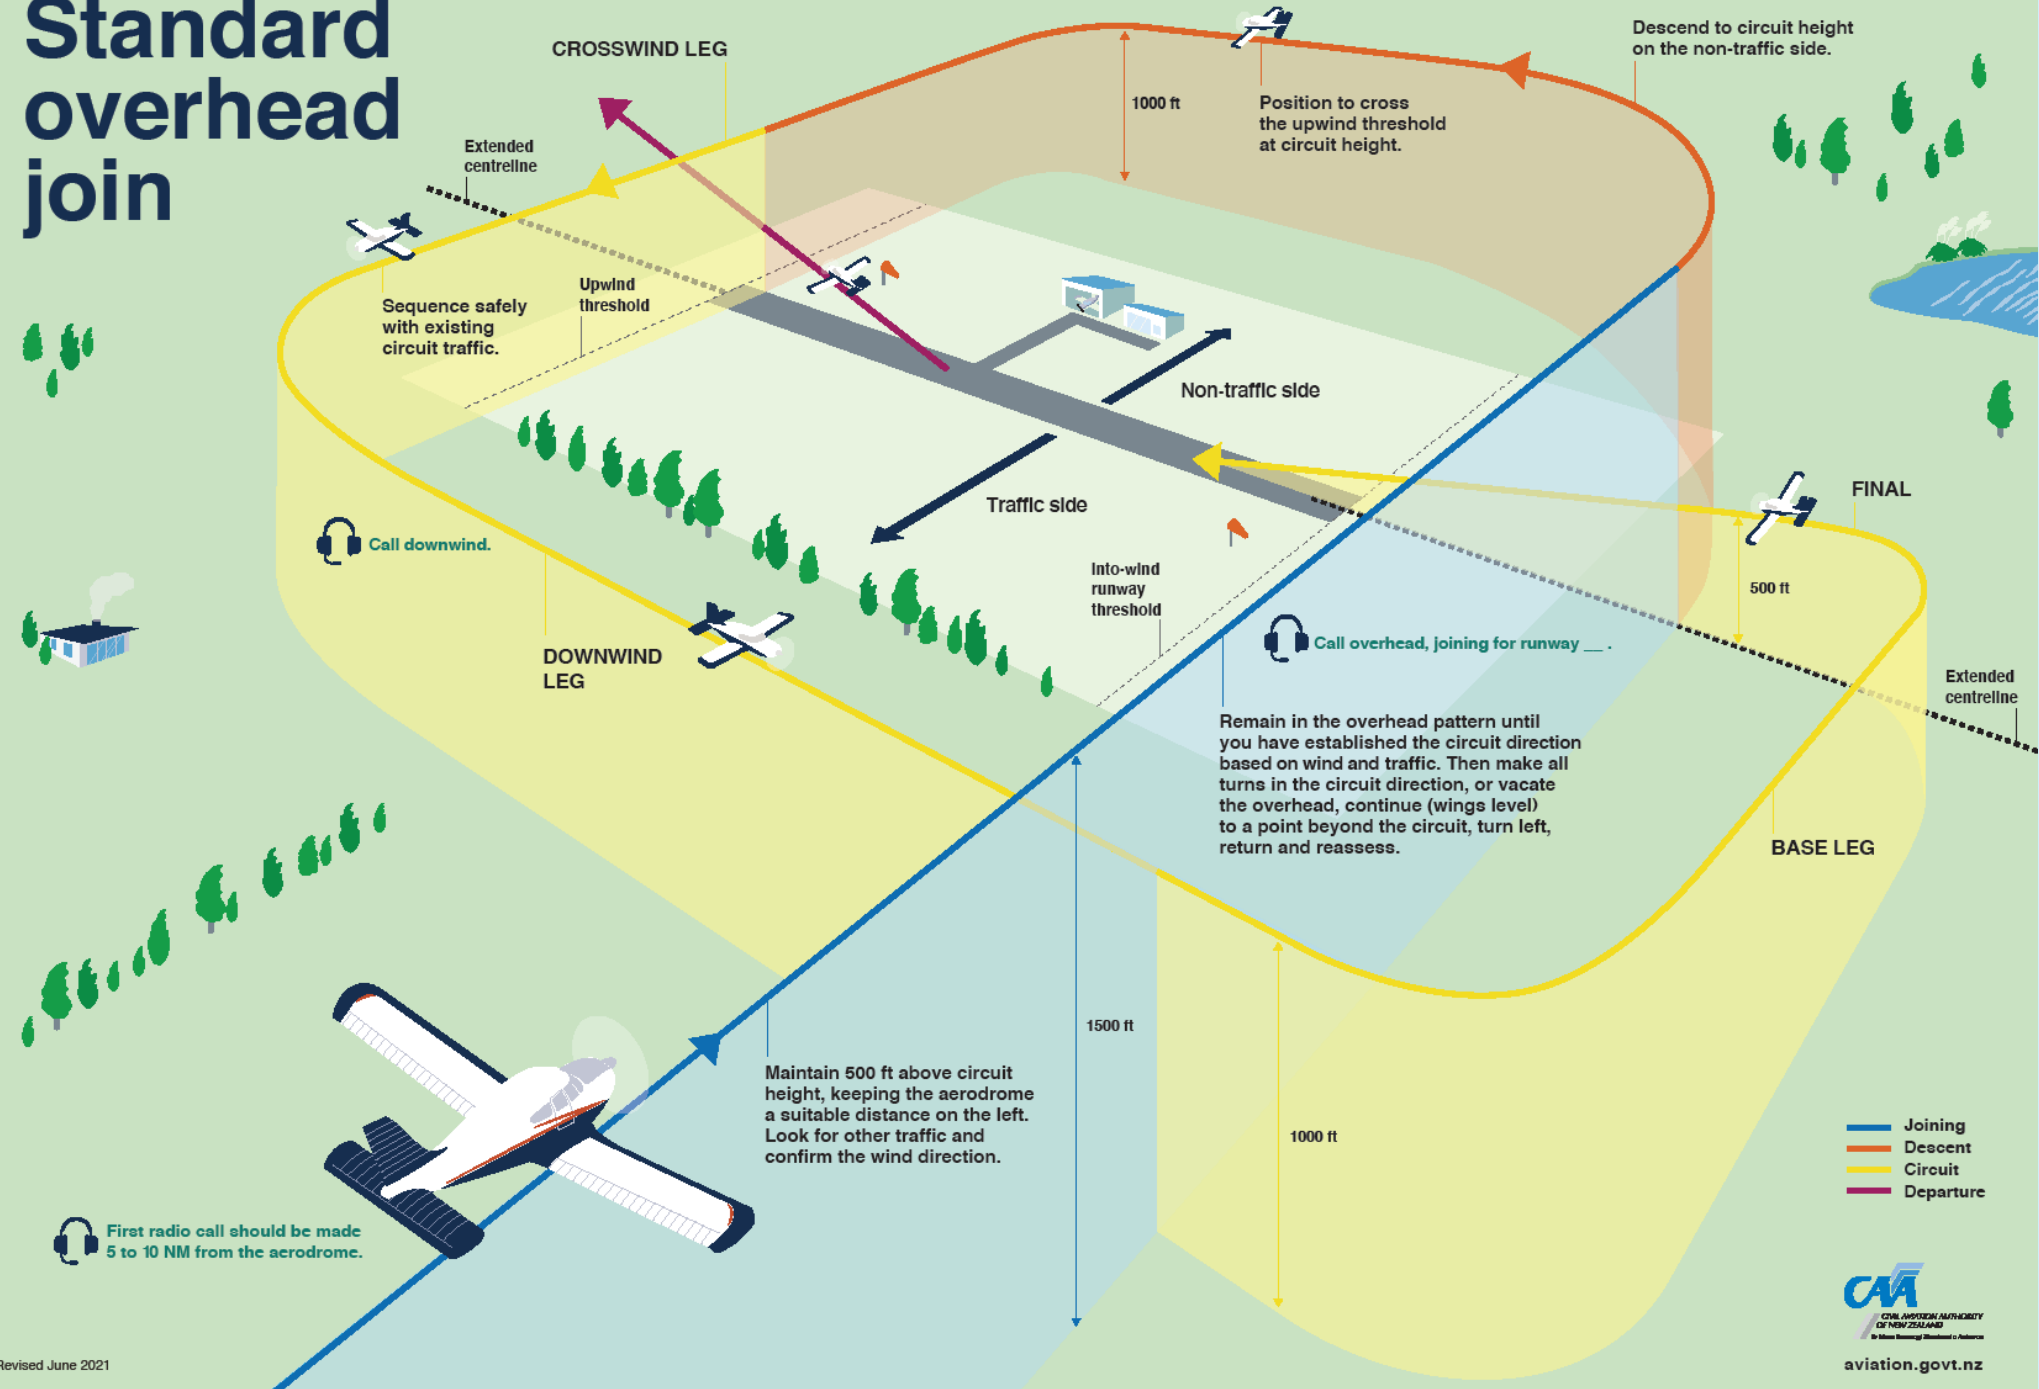 Standard
overhead
join
CROSSWIND LEG
Descend to circuit height
on the non-traffic side.
1000 ft
Position to cross
the upwind threshold
at circuit height.
Extended
centreline
Sequence safely
with existing
circuit traffic.
Upwind
threshold
Non-traffic side
Traffic side
FINAL
Call downwind.
500 ft
Into-wind
runway
threshold
Call overhead, joining for runway __ .
DOWNWIND
LEG
Extended
centreline
Remain in the overhead pattern until
you have established the circuit direction
based on wind and traffic. Then make all
turns in the circuit direction, or vacate
the overhead, continue (wings level)
to a point beyond the circuit, turn left,
return and reassess.
BASE LEG
1500 ft
Maintain 500 ft above circuit
height, keeping the aerodrome
a suitable distance on the left.
Look for other traffic and
confirm the wind direction.
1000 ft
First radio call should be made
5 to 10 NM from the aerodrome.
Joining
Descent
Circuit
Departure
CAA
CIVIL AVIATION AUTHORITY
OF NEW ZEALAND
Revised June 2021
aviation.govt.nz